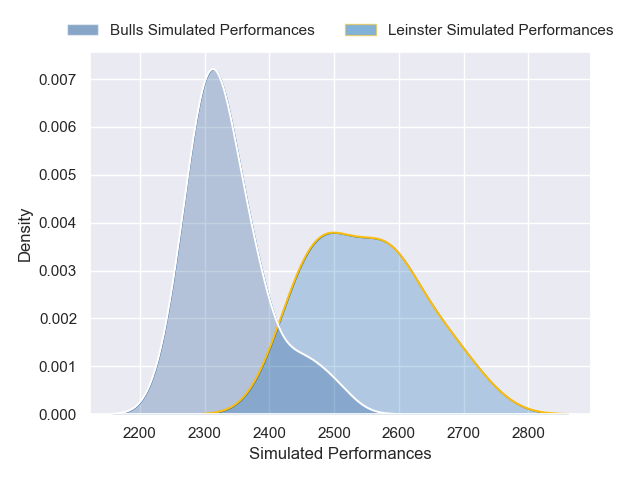 Bulls Simulated Performances
Leinster Simulated Performances
0.007
0.006
0.005
0.004
0.003
0.002
0.001
0.000
Density
2200 2300 2400 2500 2600 2700 2800
Simulated Performances